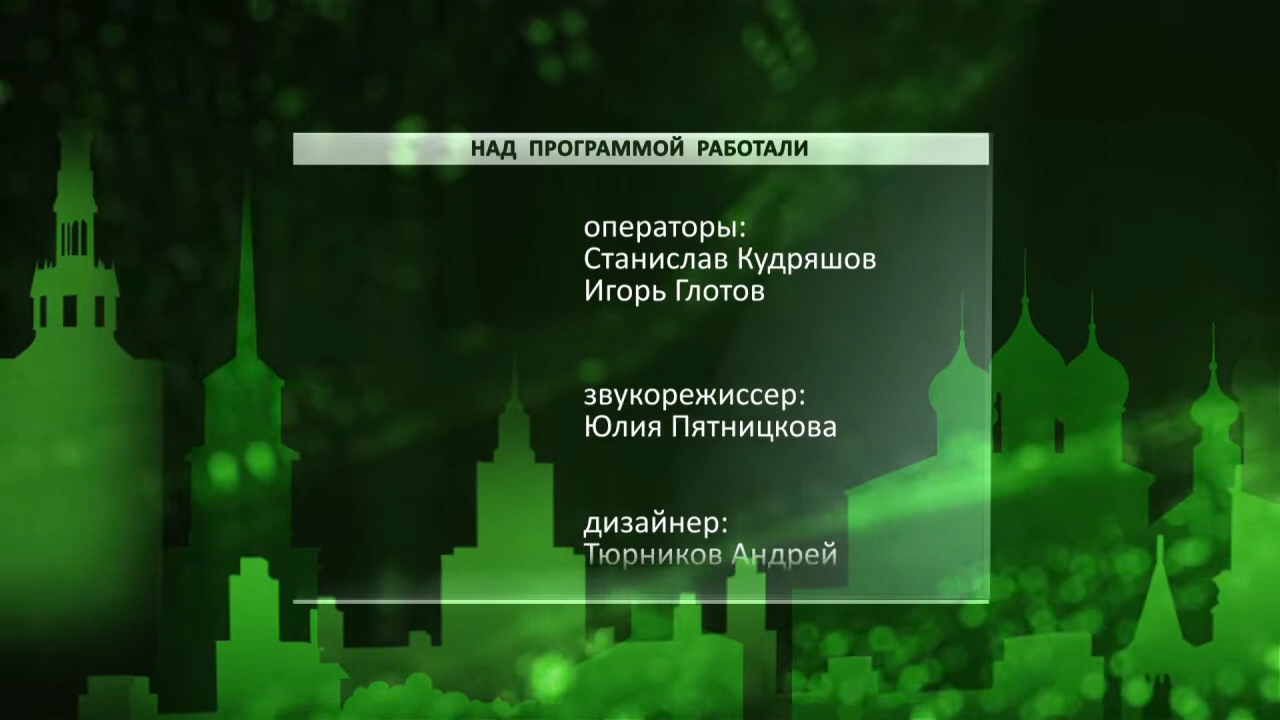 НАД ПРОГРАММОЙ РАБОТАЛИ
операторы:
Станислав Кудряшов
Игорь Глотов
звукорежиссер:
Юлия Пятницкова
дизайнер:
Тюрников Андрей